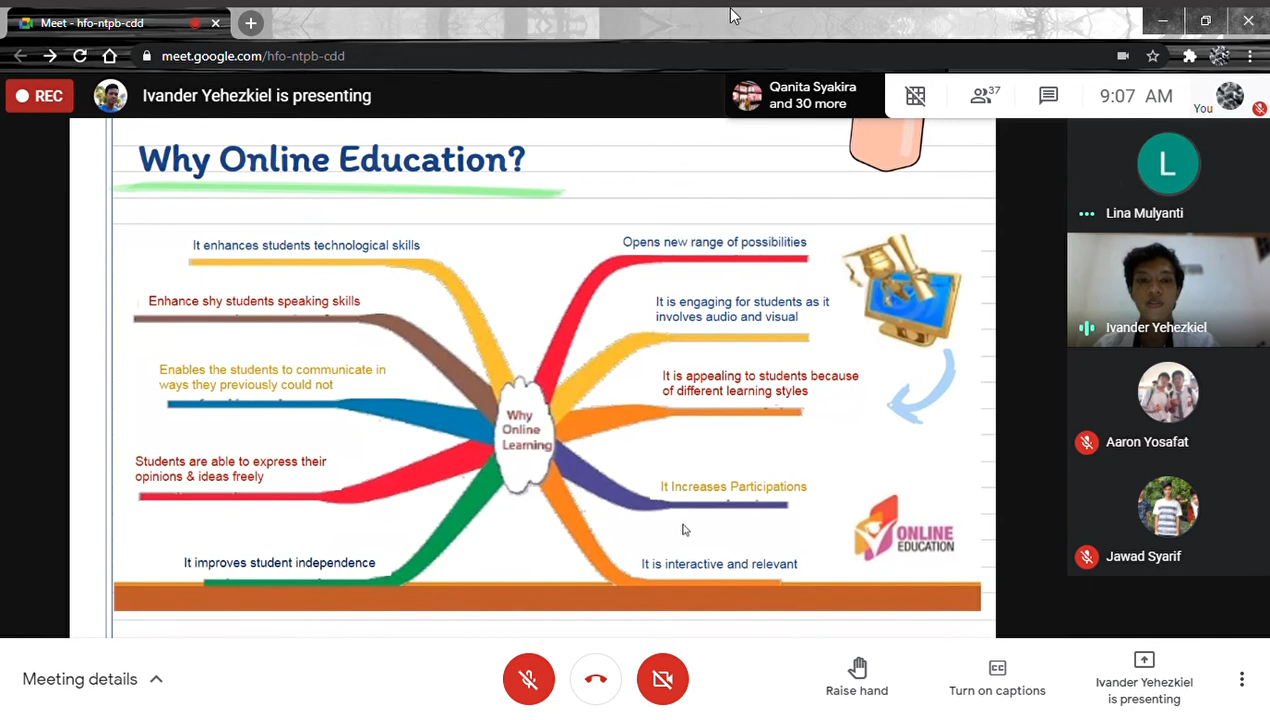 Meet - hfo-ntpb-cdd
meet.google.com/hfo-ntpb-cdd
REC
Ivander Yehezkiel is presenting
Qanita Syakira
and 30 more
37
9:07 AM
You
Why Online Education?
It enhances students technological skills
Enhance shy students speaking skills
Enables the students to communicate in
ways they previously could not
Students are able to express their
opinions & ideas freely
It improves student independence
Why
Online
Learning
Opens new range of possibilities
It is engaging for students as it
involves audio and visual
It is appealing to students because
of different learning styles
It Increases Participations
It is interactive and relevant
ONLINE
EDUCATION
L
Lina Mulyanti
Ivander Yehezkiel
Aaron Yosafat
Jawad Syarif
Meeting details
Raise hand
CC
Turn on captions
Ivander Yehezkiel
is presenting